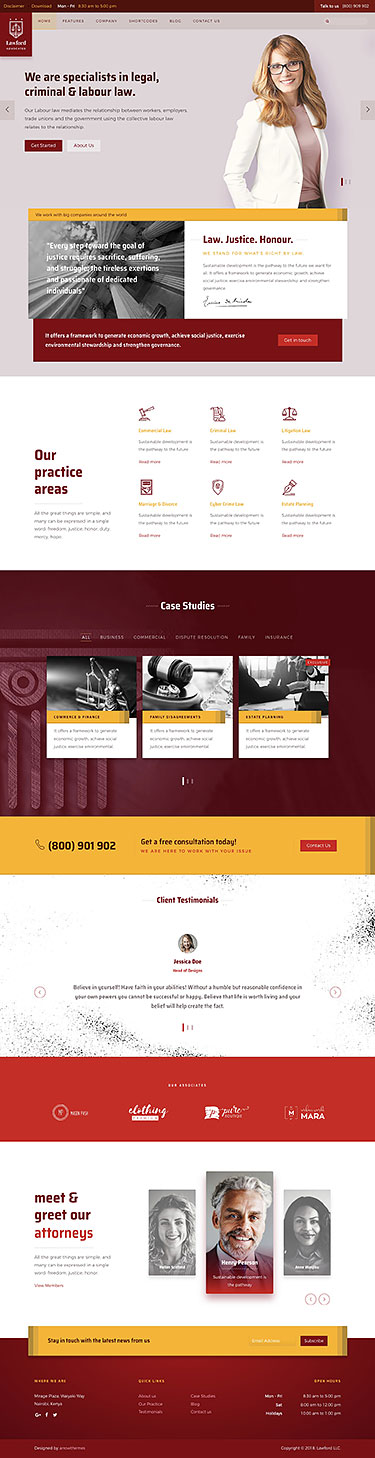 Disclaimer Download Mon - Fri 8:30 am to 5:00 pm Talk to us (800) 909 902
Lawford
ADVOCATES
HOME FEATURES COMPANY SHORTCODES BLOG CONTACT US
We are specialists in legal,
criminal & labour law.
Our Labour law mediates the relationship between workers, employers,
trade unions and the government using the collective labour law
relates to the relationship.
Get Started About Us
We work with big companies around the world
"Every step toward the goal of
justice requires sacrifice, suffering,
and struggle; the tireless exertions
and passionate of dedicated
individuals"
Law. Justice. Honour.
WE STAND FOR WHAT'S RIGHT BY LAW.
Sustainable development is the pathway to the future we want for
all. It offers a framework to generate economic growth, achieve
social justice, exercise environmental stewardship and strengthen
governance.
It offers a framework to generate economic growth, achieve social justice, exercise
environmental stewardship and strengthen governance.
Get in touch
Our
practice
areas
All the great things are simple, and
many can be expressed in a single
word: freedom, justice, honor, duty,
mercy, hope.
Commercial Law Criminal Law Litigation Law
Sustainable development is Sustainable development is Sustainable development is
the pathway to the future the pathway to the future the pathway to the future
Read more Read more Read more
Marriage & Divorce Cyber Crime Law Estate Planning
Sustainable development is Sustainable development is Sustainable development is
the pathway to the future the pathway to the future the pathway to the future
Read more Read more Read more
Case Studies
ALL BUSINESS COMMERCIAL DISPUTE RESOLUTION FAMILY INSURANCE
EXCLUSIVE
COMMERCE & FINANCE FAMILY DISAGREEMENTS ESTATE PLANNING
It offers a framework to generate It offers a framework to generate It offers a framework to generate
economic growth, achieve social economic growth, achieve social economic growth, achieve social
justice, exercise environmental justice, exercise environmental justice, exercise environmental
(800) 901 902
Get a free consultation today!
WE ARE HERE TO WORK WITH YOUR ISSUE
Contact Us
Client Testimonials
Jessica Doe
Head of Designs
Believe in yourself! Have faith in your abilities! Without a humble but reasonable confidence in
your own powers you cannot be successful or happy. Believe that life is worth living and your
belief will help create the fact.
OUR ASSOCIATES
clothing
pure
BOUTIQUE
MARA
meet &
greet our
attorneys
All the great things are simple, and
many can be expressed in a single
word: freedom, justice, honor.
View Members
Henry Pearson
Sustainable development is
the pathway
Stay in touch with the latest news from us
Email Address Subscribe
WHERE WE ARE QUICK LINKS OPEN HOURS
Mirage Plaza, Waiyaki Way About us Case Studies Mon - Fri 8:30 am to 5:00 pm
Nairobi, Kenya Our Practice Blog Sat 8:00 am to 12:00 pm
Testimonials Contact us Holidays 10:00 am to 12:00 pm
Designed by arrowthemes Copyright © 2018. Lawford LLC.